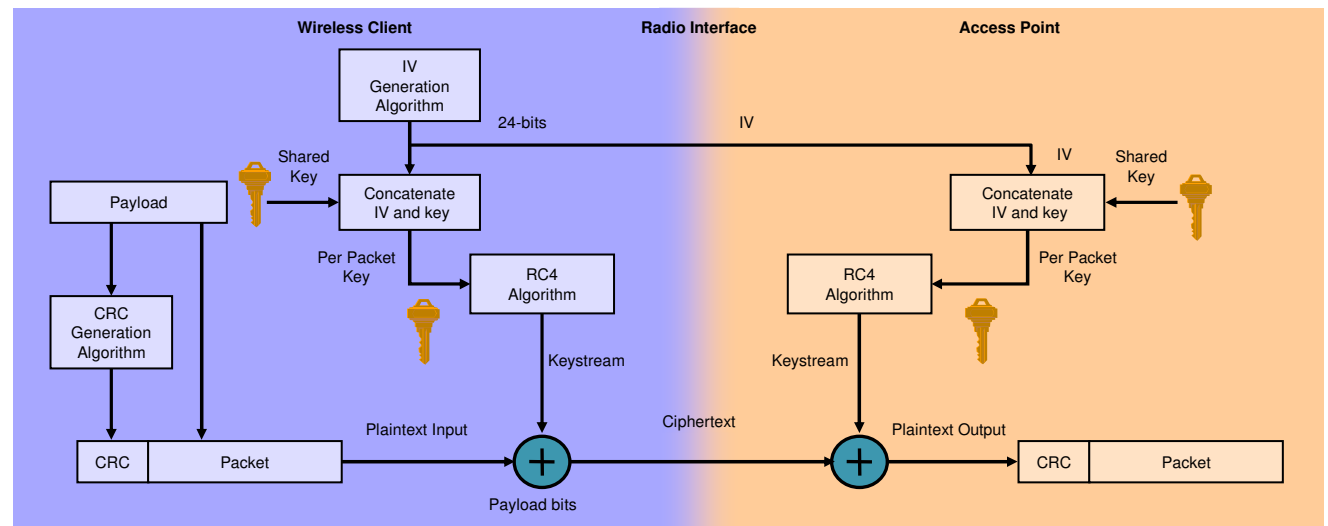 Wireless Client
Radio Interface
Access Point
IV
Generation
Algorithm
24-bits
IV
IV
Shared
Key
Shared
Key
Payload
Concatenate
IV and key
Concatenate
IV and key
Per Packet
Key
Per Packet
Key
RC4
Algorithm
RC4
Algorithm
CRC
Generation
Algorithm
Keystream
Keystream
Plaintext Input
Ciphertext
Plaintext Output
CRC
Packet
CRC
Packet
Payload bits